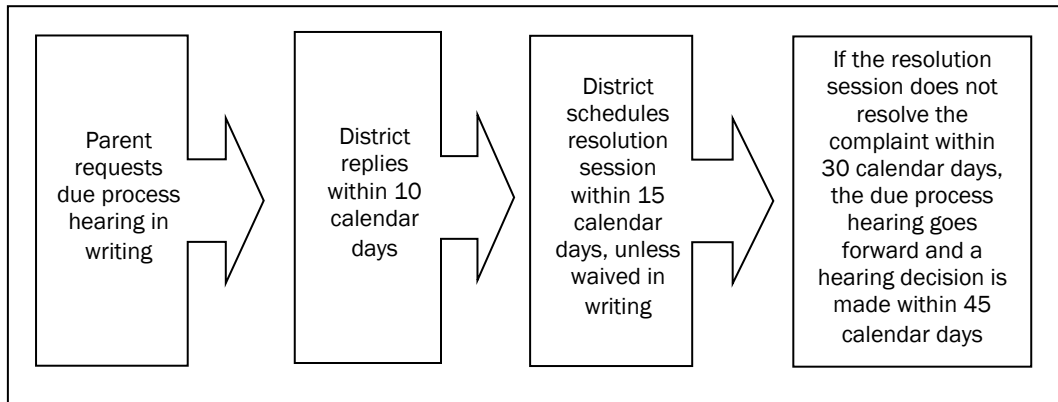 Parent
requests
due process
hearing in
writing
District
replies
within 10
calendar
days
District
schedules
resolution
session
within 15
calendar
days, unless
waived in
writing
If the resolution
session does not
resolve the
complaint within
30 calendar days,
the due process
hearing goes
forward and a
hearing decision is
made within 45
calendar days